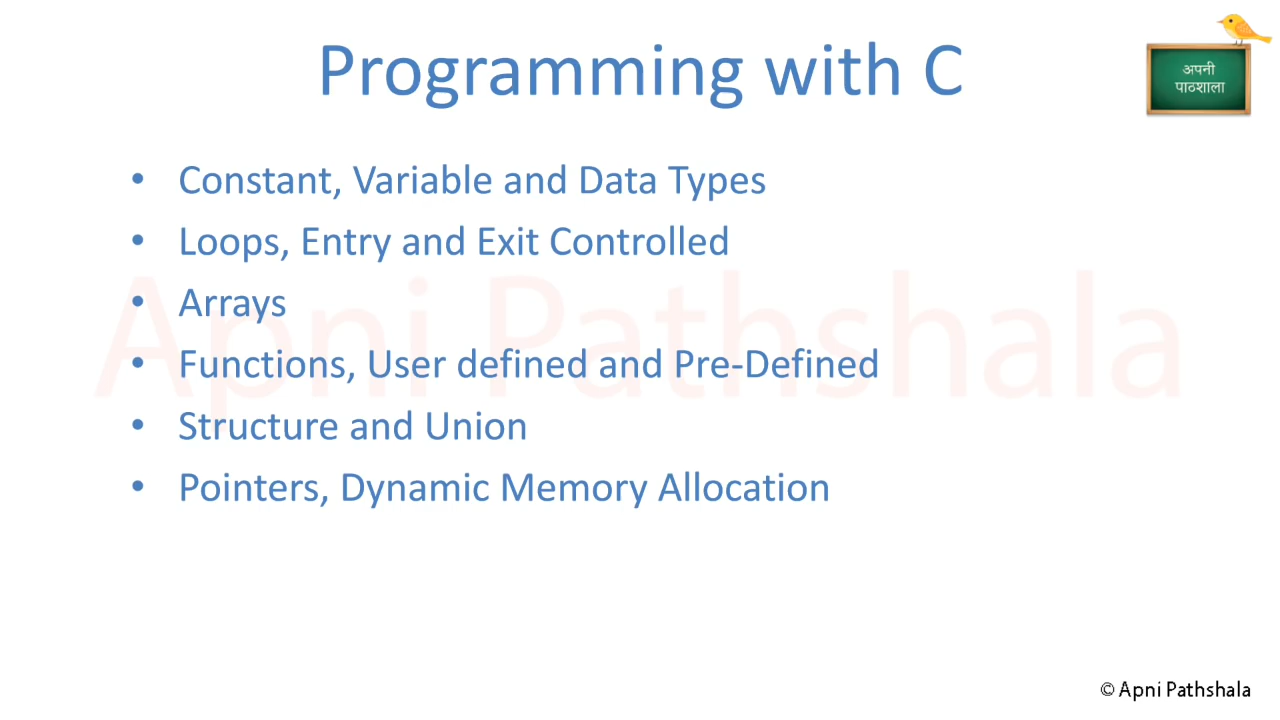 Programming with C
अपनी
पाठशाला
• Constant, Variable and Data Types
• Loops, Entry and Exit Controlled
• Arrays
• Functions, User defined and Pre-Defined
• Structure and Union
• Pointers, Dynamic Memory Allocation
Apni Pathshala
© Apni Pathshala